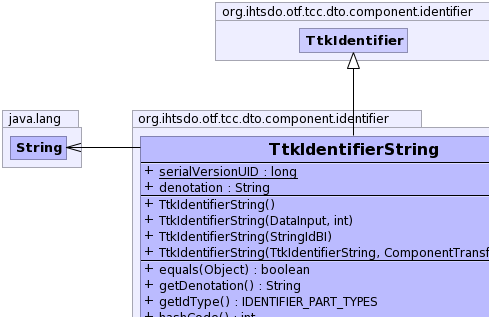 org.ihtsdo.otf.tcc.dto.component.identifier
TtkIdentifier
java.lang
String
org.ihtsdo.otf.tcc.dto.component.identifier
TtkIdentifierString
+ serialVersionUID : long
+ denotation : String
+ TtkIdentifierString()
+ TtkIdentifierString(DataInput, int)
+ TtkIdentifierString(StringIdBI)
+ TtkIdentifierString(TtkIdentifierString, ComponentTransf
+ equals(Object) : boolean
+ getDenotation() : String
+ getIdType() : IDENTIFIER_PART_TYPES
+ hashCode() : int